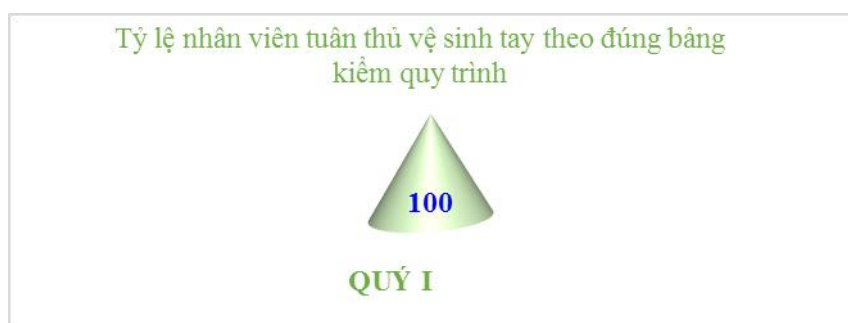 Tỷ lệ nhân viên tuân thủ vệ sinh tay theo đúng bảng
kiểm quy trình
100
QUÝ I